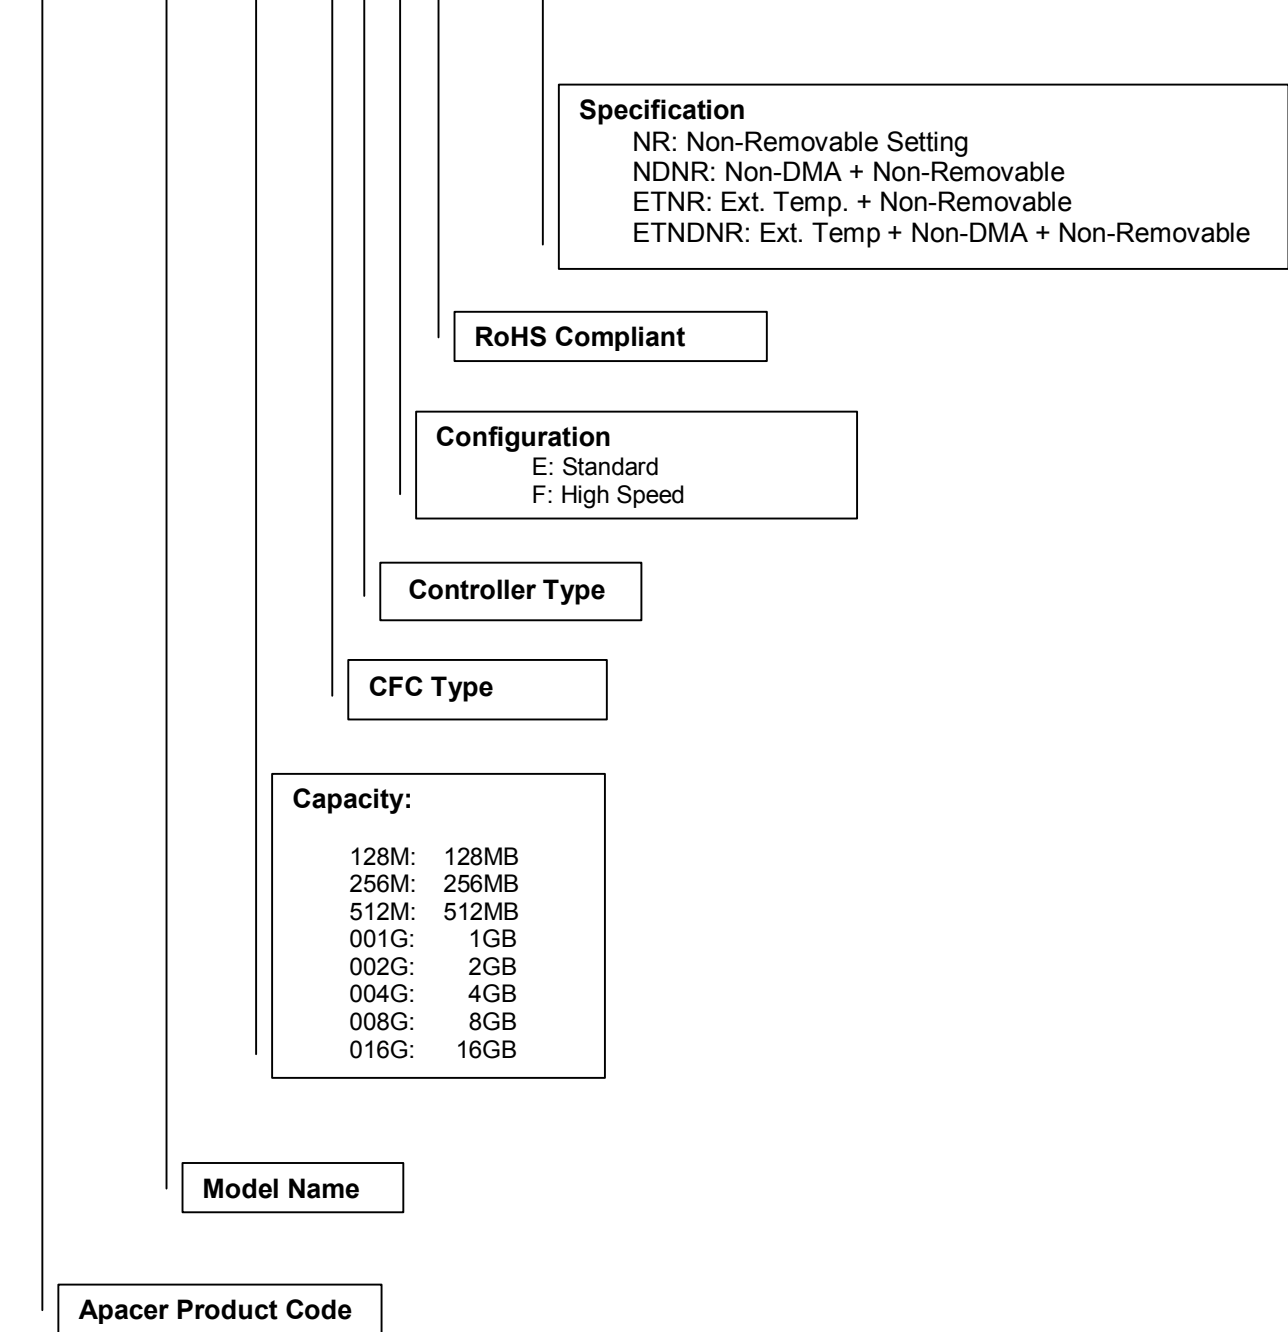 Specification
NR: Non-Removable Setting
NDNR: Non-DMA + Non-Removable
ETNR: Ext. Temp. + Non-Removable
ETNDNR: Ext. Temp + Non-DMA + Non-Removable
RoHS Compliant
Configuration
E: Standard
F: High Speed
Controller Type
CFC Type
Capacity:
128M: 128MB
256M: 256MB
512M: 512MB
001G: 1GB
002G: 2GB
004G: 4GB
008G: 8GB
016G: 16GB
Model Name
Apacer Product Code